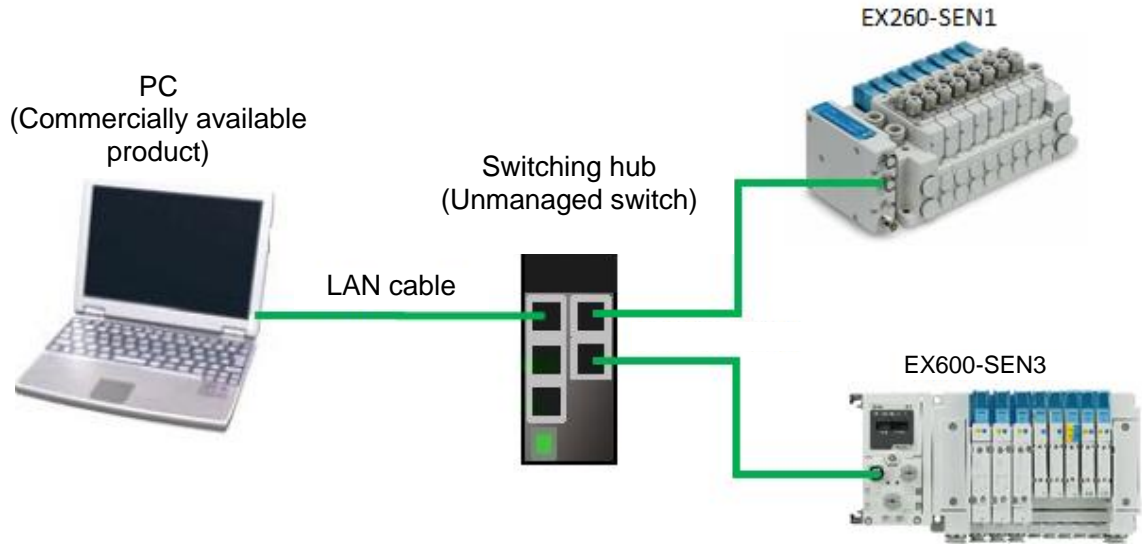 EX260-SEN1
PC
(Commercially available
product)
Switching hub
(Unmanaged switch)
LAN cable
EX600-SEN3